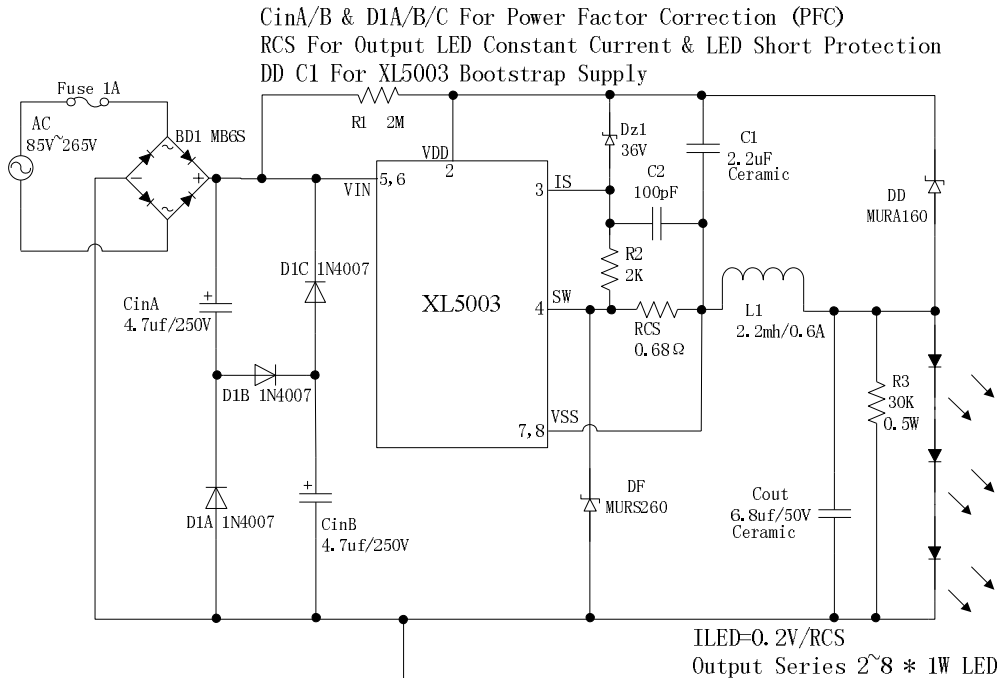 CinA/B & D1A/B/C For Power Factor Correction (PFC)
RCS For Output LED Constant Current & LED Short Protection
DD C1 For XL5003 Bootstrap Supply
Fuse 1A
AC
85V~265V
BD1 MB6S
R1 2M
VDD
2
VIN
5,6
3
IS
Dz1
36V
C1
2.2uF
Ceramic
C2
100pF
DD
MURA160
R2
2K
D1C 1N4007
CinA
4.7uf/250V
XL5003
4
SW
RCS
0.68Ω
L1
2.2mh/0.6A
D1B 1N4007
R3
30K
0.5W
7,8
VSS
DF
MURS260
Cout
6.8uf/50V
Ceramic
D1A 1N4007
CinB
4.7uf/250V
ILED=0.2V/RCS
Output Series 2~8 * 1W LED